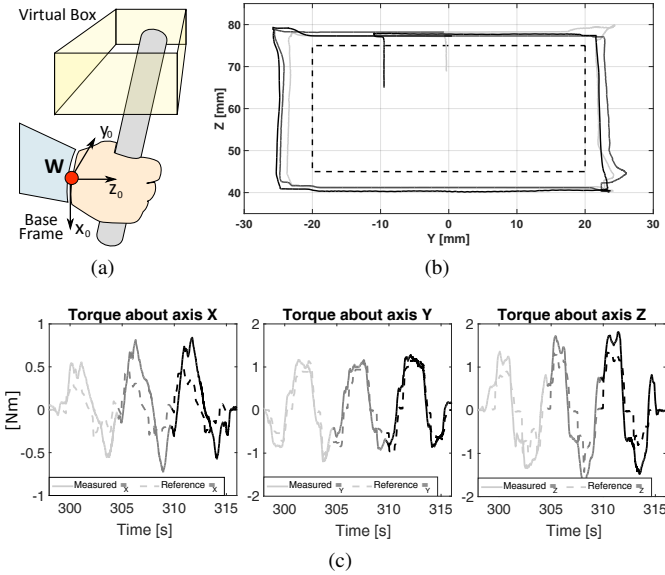 Virtual Box
W
y0
z0
x0
Base
Frame
(a)
80
70
60
50
40
Z [mm]
-30 -20 -10 0 10 20 30
Y [mm]
(b)
Torque about axis X
1
0.5
0
-0.5
-1
[Nm]
Measured X Reference X
300 305 310 315
Time [s]
Torque about axis Y
2
1
0
-1
-2
Measured Y Reference Y
300 305 310 315
Time [s]
Torque about axis Z
2
1
0
-1
-2
Measured Z Reference Z
300 305 310 315
Time [s]
(c)